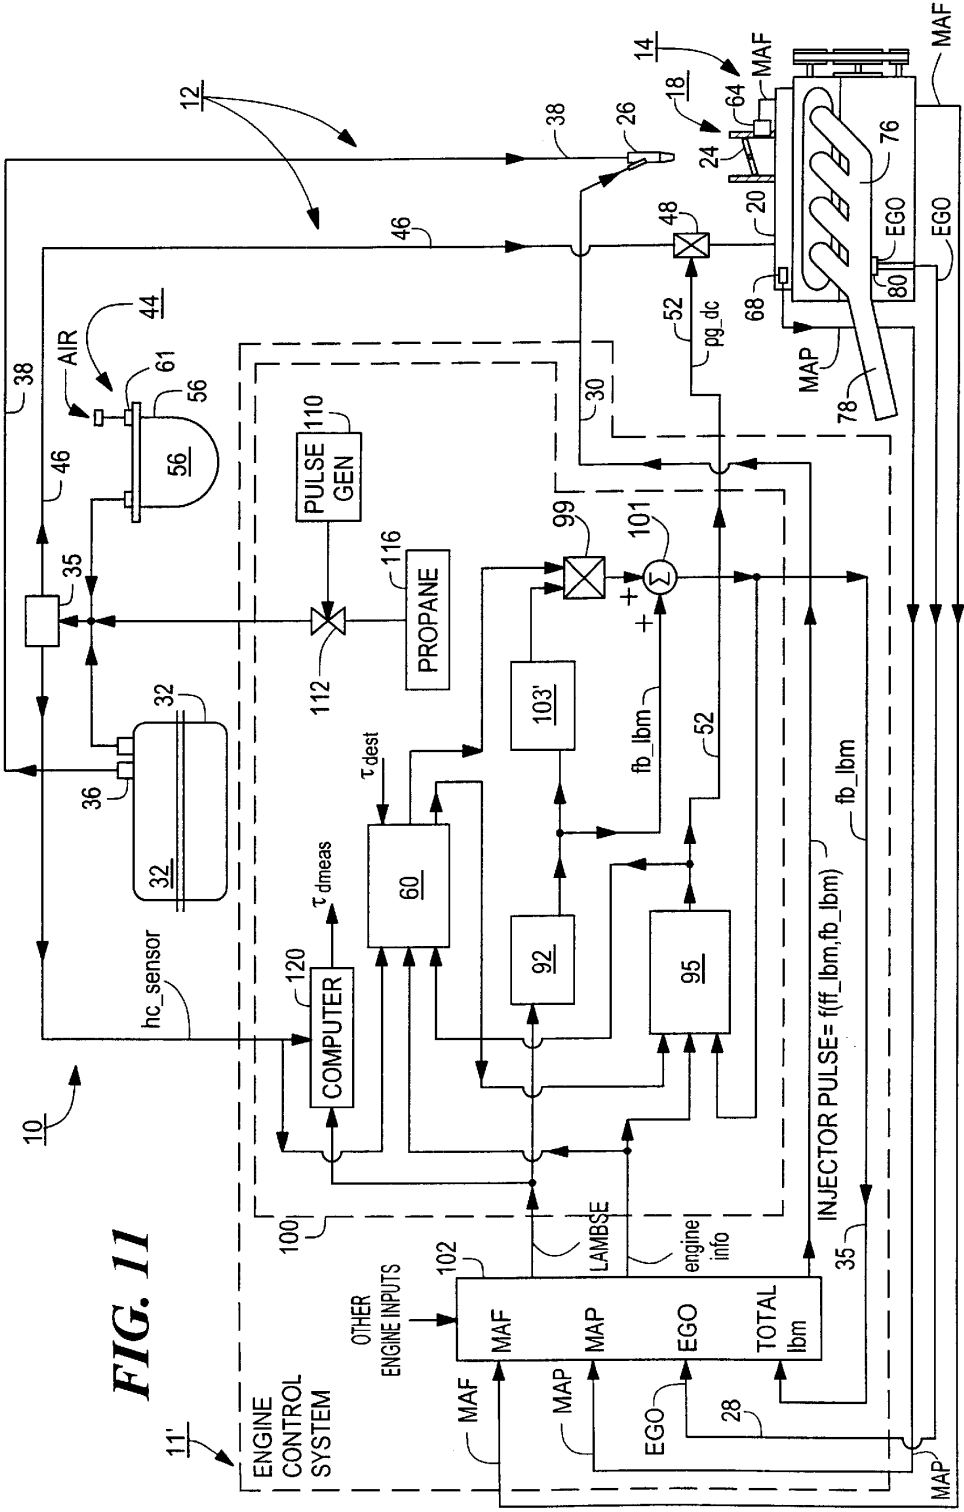 FIG. 11
10
11'
ENGINE
CONTROL
SYSTEM
12
14
18
38
38
46
46
44
AIR
61
56
56
35
32
32
36
hc_sensor
26
48
20
24
64
MAF
MAF
68
MAP
76
78
80
EGO
EGO
30
52
pg_dc
110
PULSE
GEN
112
116
PROPANE
99
101
Σ
+
+
103'
fb_lbm
52
τdest
60
τdmeas
120
COMPUTER
92
95
100
102
OTHER
ENGINE INPUTS
LAMBSE
engine
info
MAF
MAP
EGO
TOTAL
lbm
MAF
MAP
EGO
28
MAP
35
INJECTOR PULSE= f(ff_lbm,fb_lbm)
fb_lbm